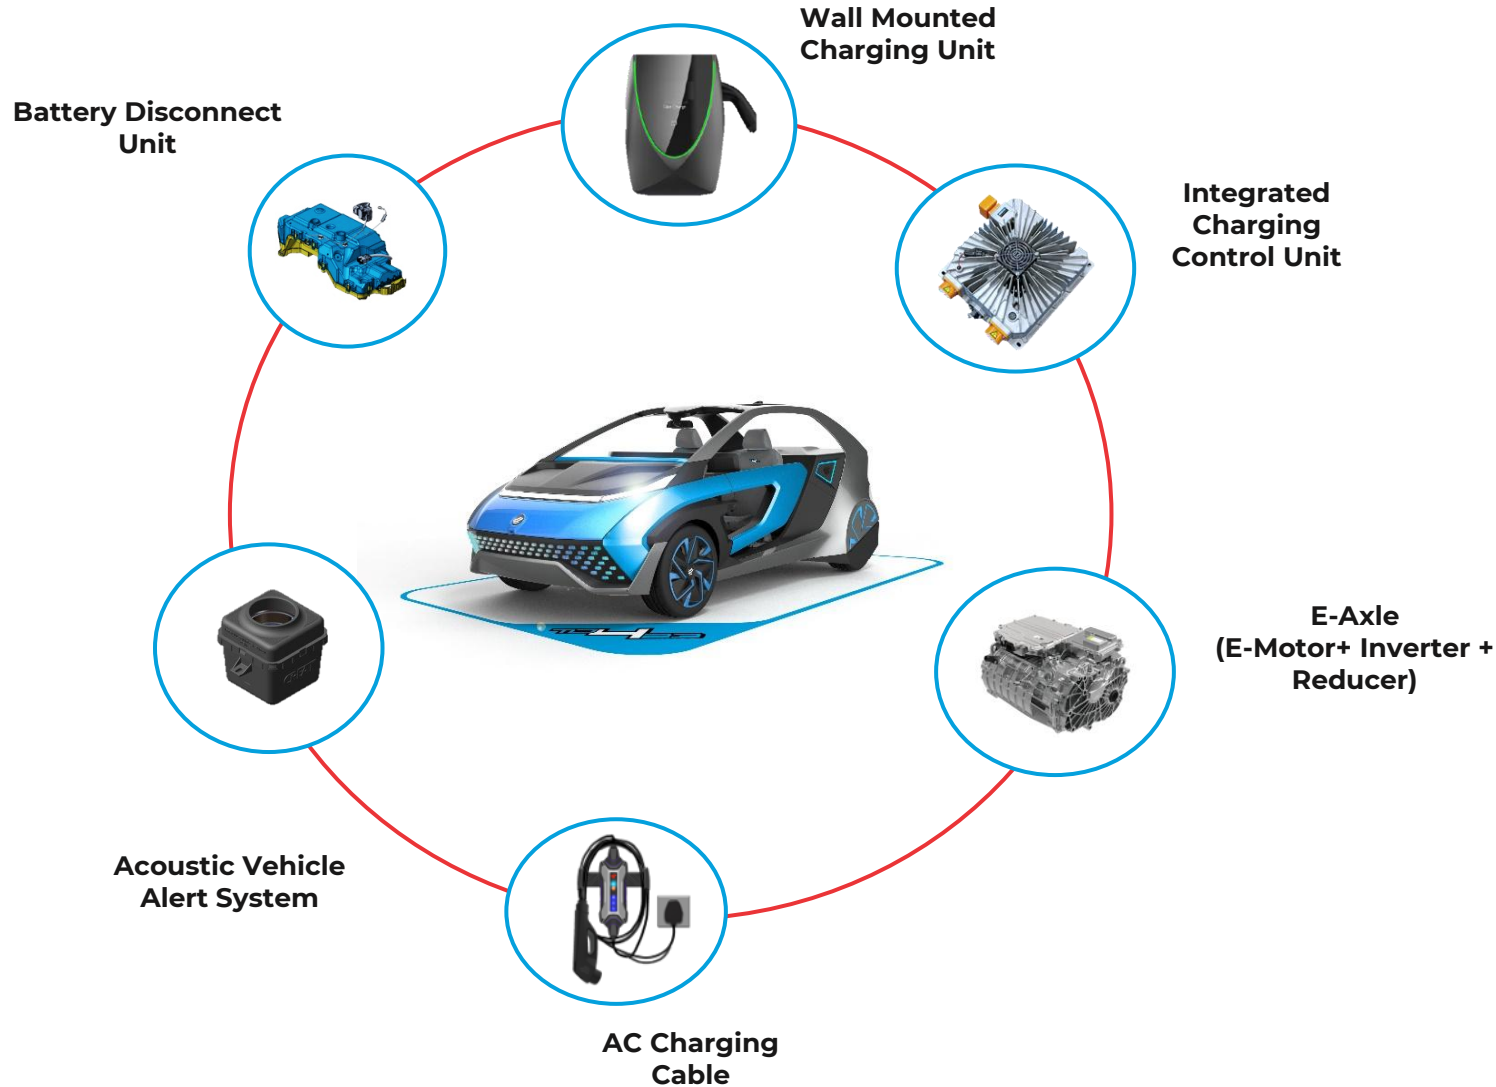 Wall Mounted
Charging Unit
Battery Disconnect
Unit
Integrated
Charging
Control Unit
E-Axle
(E-Motor+ Inverter +
Reducer)
Acoustic Vehicle
Alert System
AC Charging
Cable